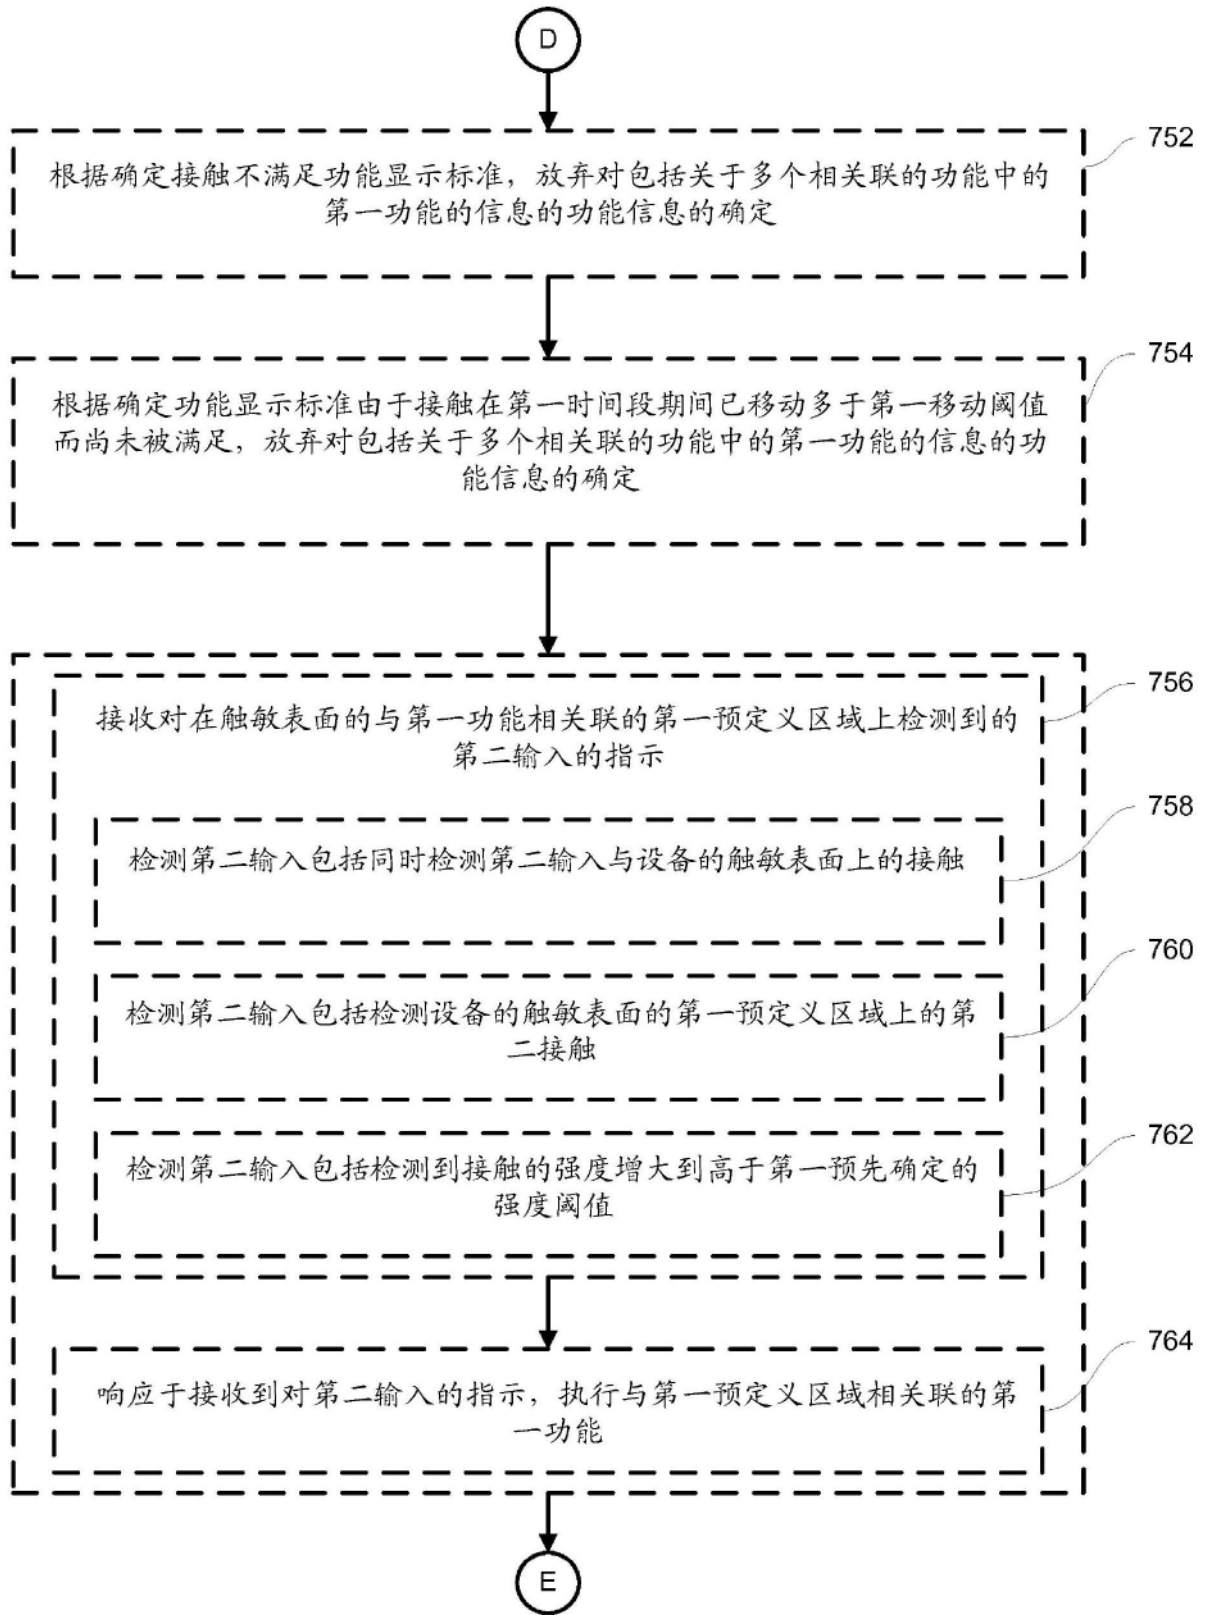 D
752
根据确定接触不满足功能显示标准，放弃对包括关于多个相关联的功能中的
第一功能的信息的功能信息的确定
754
根据确定功能显示标准由于接触在第一时间段期间已移动多于第一移动阈值
而尚未被满足，放弃对包括关于多个相关联的功能中的第一功能的信息的功
能信息的确定
756
接收对在触敏表面的与第一功能相关联的第一预定义区域上检测到的
第二输入的指示
758
检测第二输入包括同时检测第二输入与设备的触敏表面上的接触
760
检测第二输入包括检测设备的触敏表面的第一预定义区域上的第
二接触
762
检测第二输入包括检测到接触的强度增大到高于第一预先确定的
强度阈值
764
响应于接收到对第二输入的指示，执行与第一预定义区域相关联的第
一功能
E